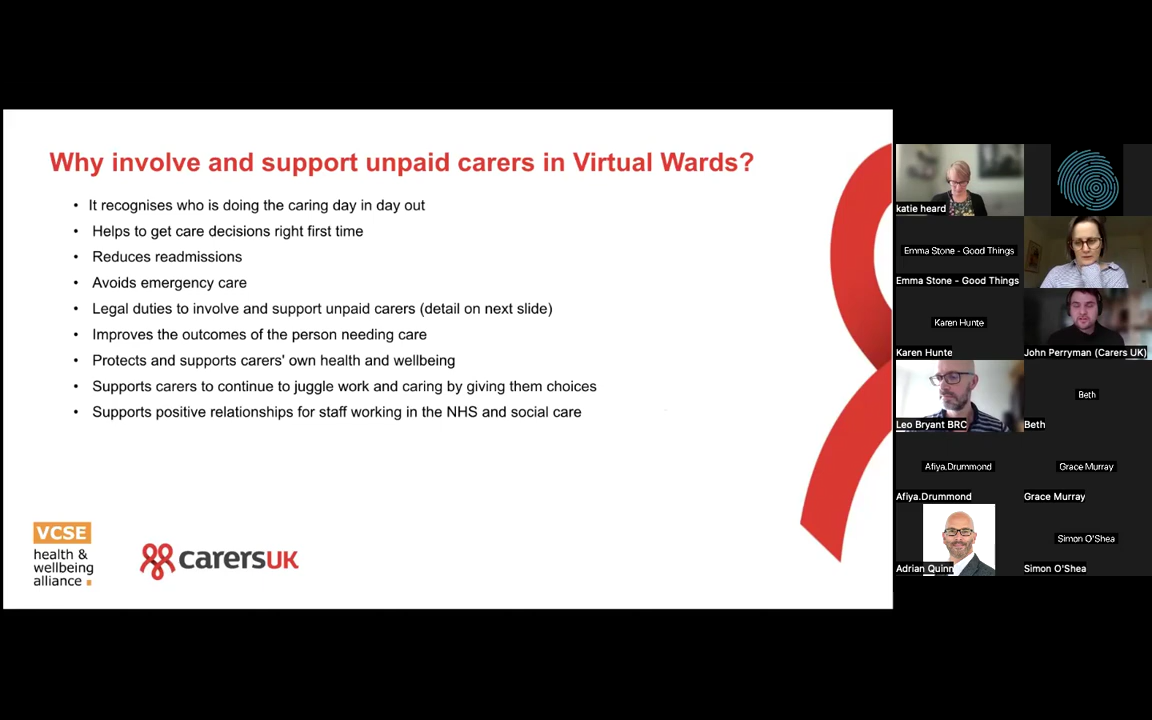 Why involve and support unpaid carers in Virtual Wards?
• It recognises who is doing the caring day in day out
• Helps to get care decisions right first time
• Reduces readmissions
• Avoids emergency care
• Legal duties to involve and support unpaid carers (detail on next slide)
• Improves the outcomes of the person needing care
• Protects and supports carers' own health and wellbeing
• Supports carers to continue to juggle work and caring by giving them choices
• Supports positive relationships for staff working in the NHS and social care
VCSE
health &
wellbeing
alliance
carersUK
katie heard
Emma Stone - Good Things
Emma Stone - Good Things
Karen Hunte
Karen Hunte
John Perryman (Carers UK)
Leo Bryant BRC
Beth
Beth
Afiya.Drummond
Afiya.Drummond
Grace Murray
Grace Murray
Adrian Quinn
Simon O'Shea
Simon O'Shea